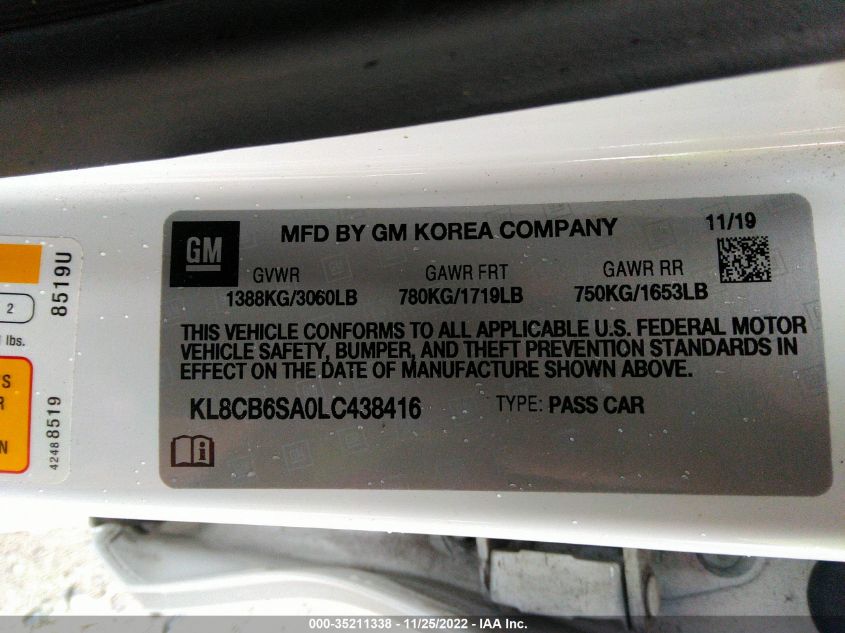 GM
MFD BY GM KOREA COMPANY
11/19
GVWR
GAWR FRT
GAWR RR
1388KG/3060LB
780KG/1719LB
750KG/1653LB
THIS VEHICLE CONFORMS TO ALL APPLICABLE U.S. FEDERAL MOTOR
VEHICLE SAFETY, BUMPER, AND THEFT PREVENTION STANDARDS IN
EFFECT ON THE DATE OF MANUFACTURE SHOWN ABOVE.
KL8CB6SA0LC438416
TYPE: PASS CAR
8519U
2
lbs.
S
R
N
42488519
000-35211338 - 11/25/2022 - IAA Inc.